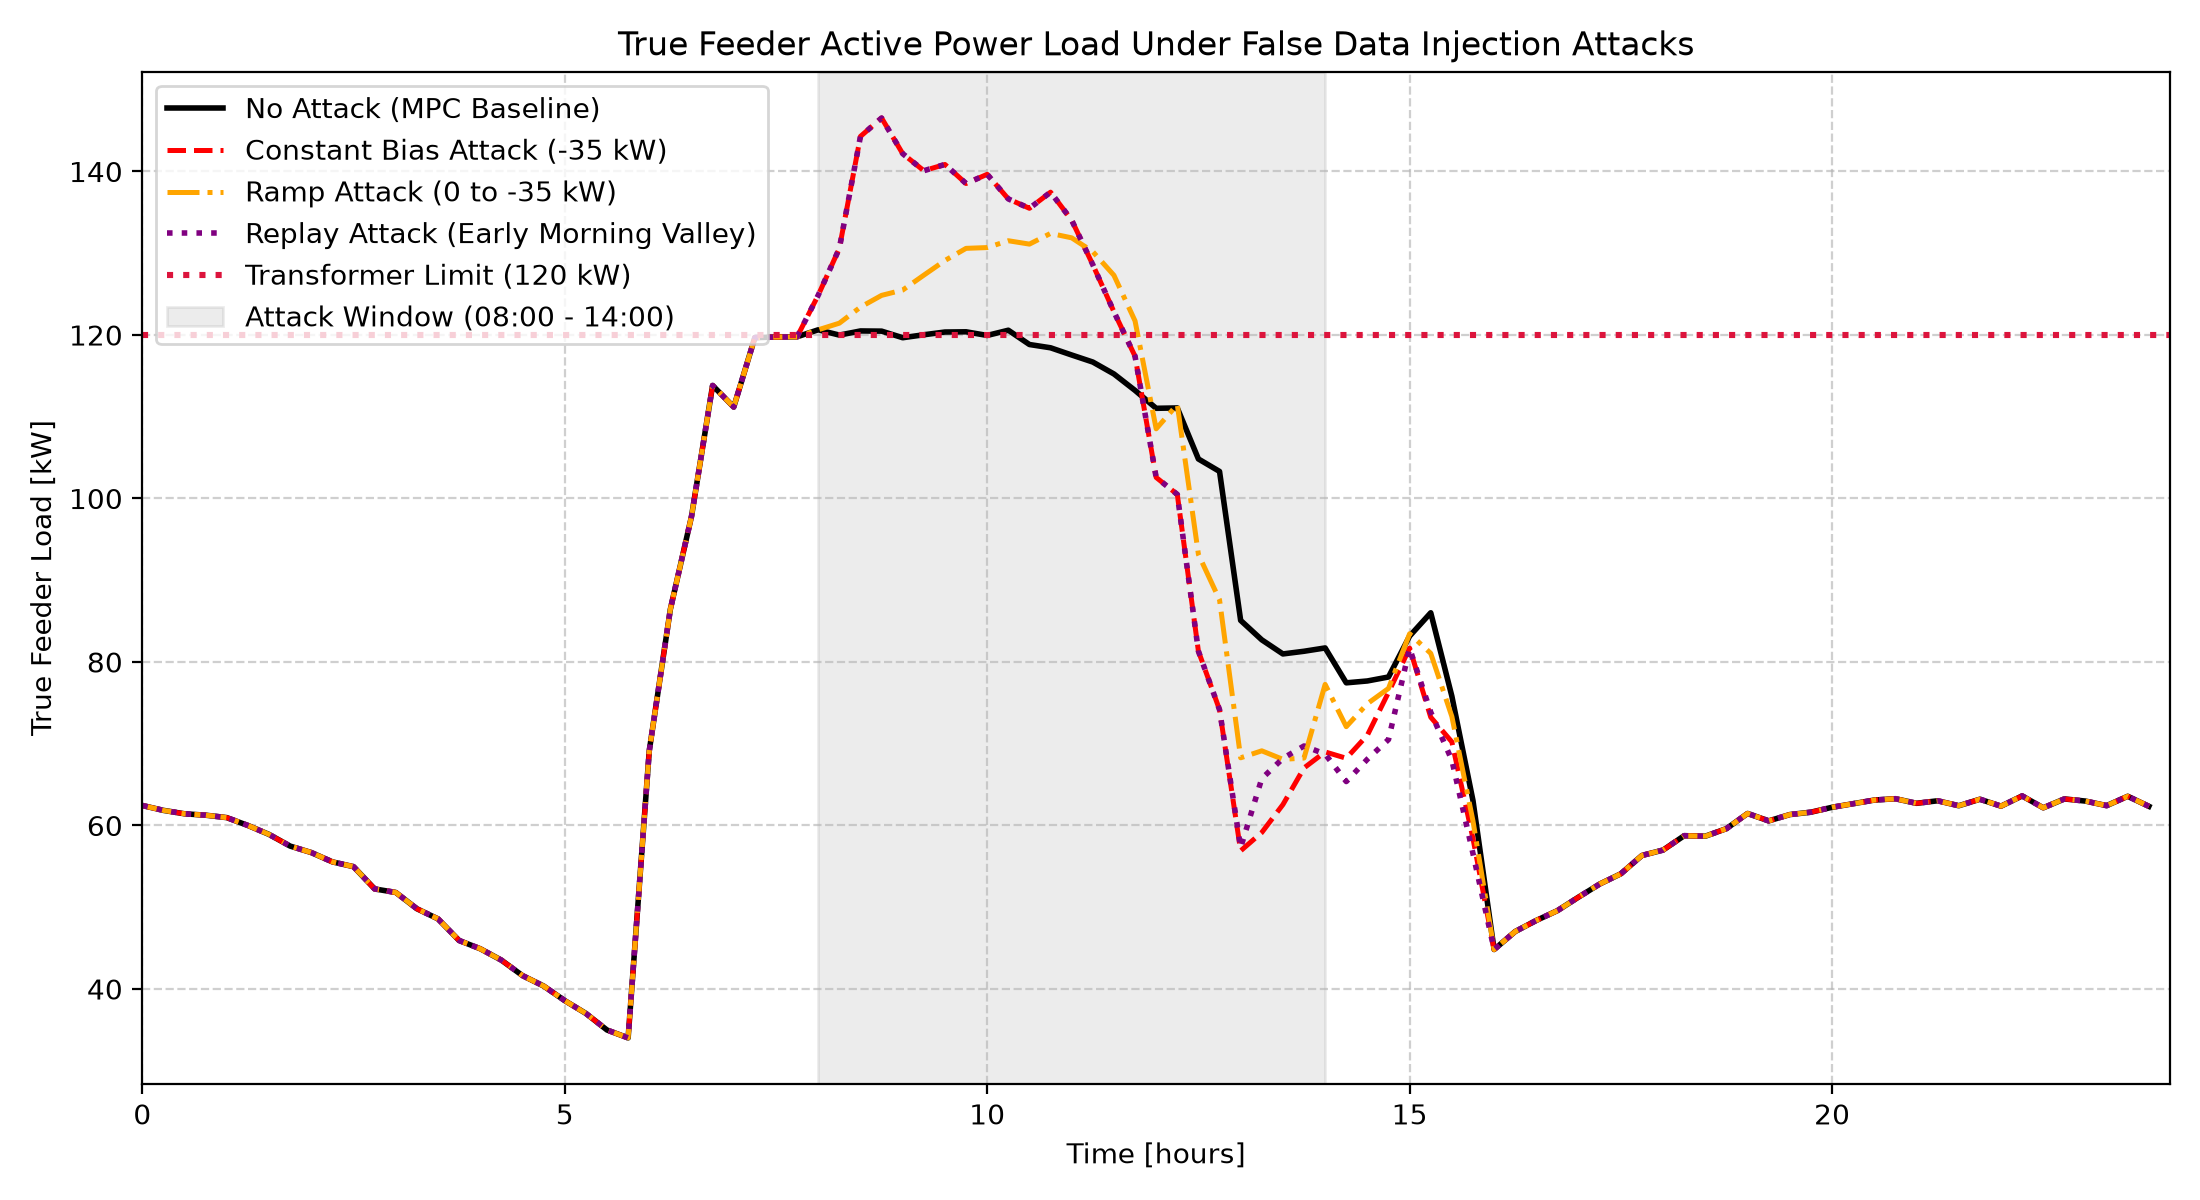 True Feeder Active Power Load Under False Data Injection Attacks
No Attack (MPC Baseline)
Constant Bias Attack (-35 kW)
Ramp Attack (0 to -35 kW)
Replay Attack (Early Morning Valley)
Transformer Limit (120 kW)
Attack Window (08:00 - 14:00)
140
120
100
80
60
40
True Feeder Load [kW]
0 5 10 15 20
Time [hours]